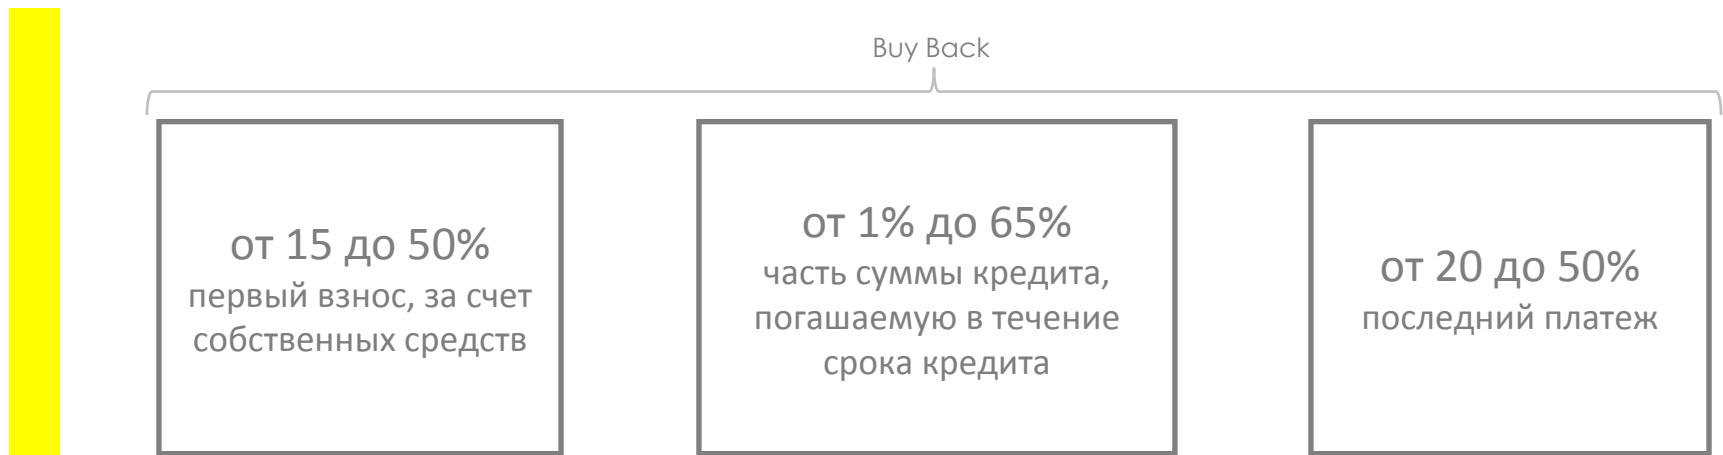 Buy Back
от 15 до 50%
первый взнос, за счет
собственных средств
от 1% до 65%
часть суммы кредита,
погашаемую в течение
срока кредита
от 20 до 50%
последний платеж